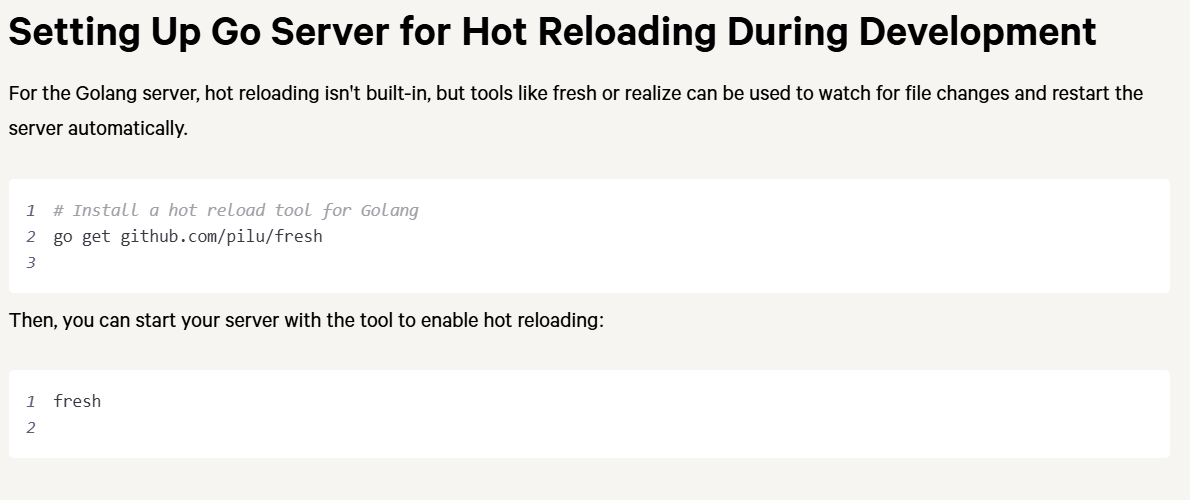 Setting Up Go Server for Hot Reloading During Development
For the Golang server, hot reloading isn't built-in, but tools like fresh or realize can be used to watch for file changes and restart the
server automatically.
1 # Install a hot reload tool for Golang
2 go get github.com/pilu/fresh
3
Then, you can start your server with the tool to enable hot reloading:
1 fresh
2